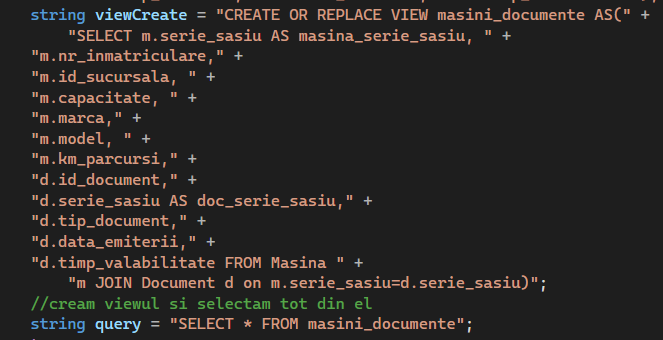 string viewCreate = "CREATE OR REPLACE VIEW masini_documente AS(" +
"SELECT m.serie_sasiu AS masina_serie_sasiu, " +
"m.nr_inmatriculare," +
"m.id_sucursala, " +
"m.capacitate, " +
"m.marca," +
"m.model, " +
"m.km_parcursi," +
"d.id_document," +
"d.serie_sasiu AS doc_serie_sasiu," +
"d.tip_document," +
"d.data_emiterii," +
"d.timp_valabilitate FROM Masina " +
"m JOIN Document d on m.serie_sasiu=d.serie_sasiu)";
//cream viewul si selectam tot din el
string query = "SELECT * FROM masini_documente";